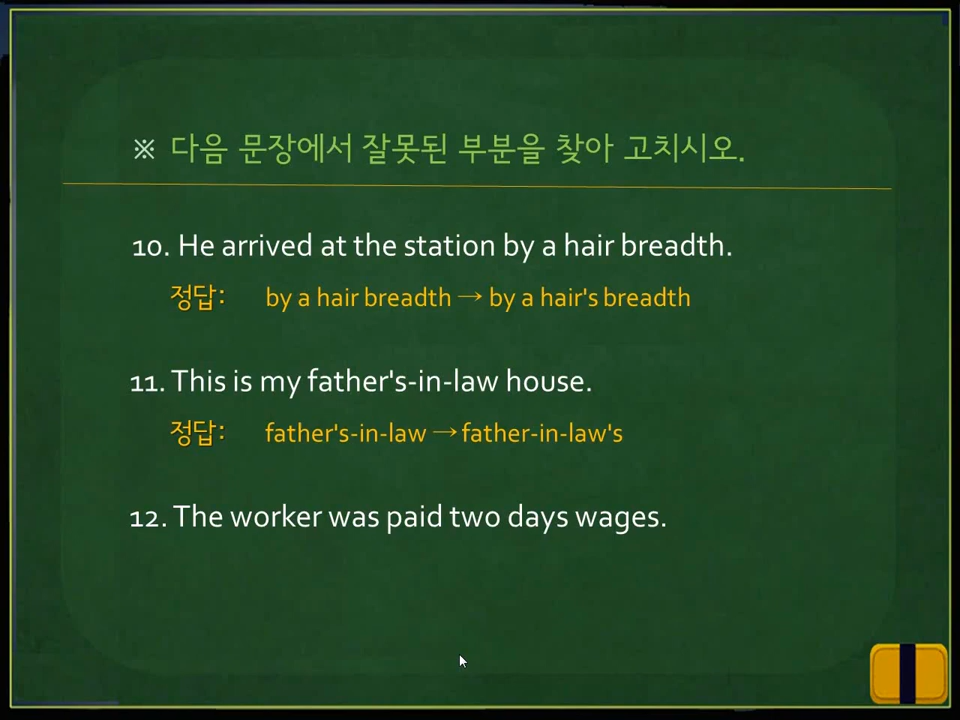 ※ 다음 문장에서 잘못된 부분을 찾아 고치시오.
10. He arrived at the station by a hair breadth.
정답: by a hair breadth → by a hair's breadth
11. This is my father's-in-law house.
정답: father's-in-law → father-in-law's
12. The worker was paid two days wages.